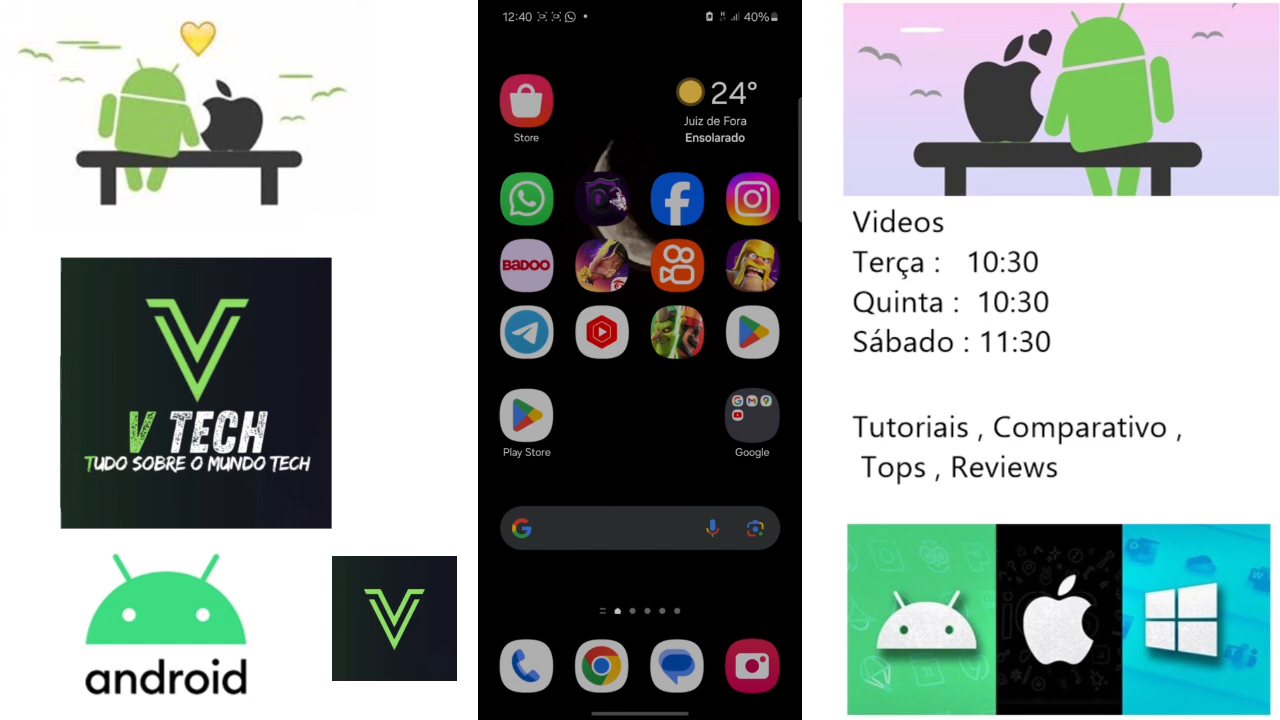 V TECH
TUDO SOBRE O MUNDO TECH
android
12:40
40%
Store
24°
Juiz de Fora
Ensolarado
BADOO
Play Store
Google
Videos
Terça : 10:30
Quinta : 10:30
Sábado : 11:30
Tutoriais , Comparativo ,
Tops , Reviews